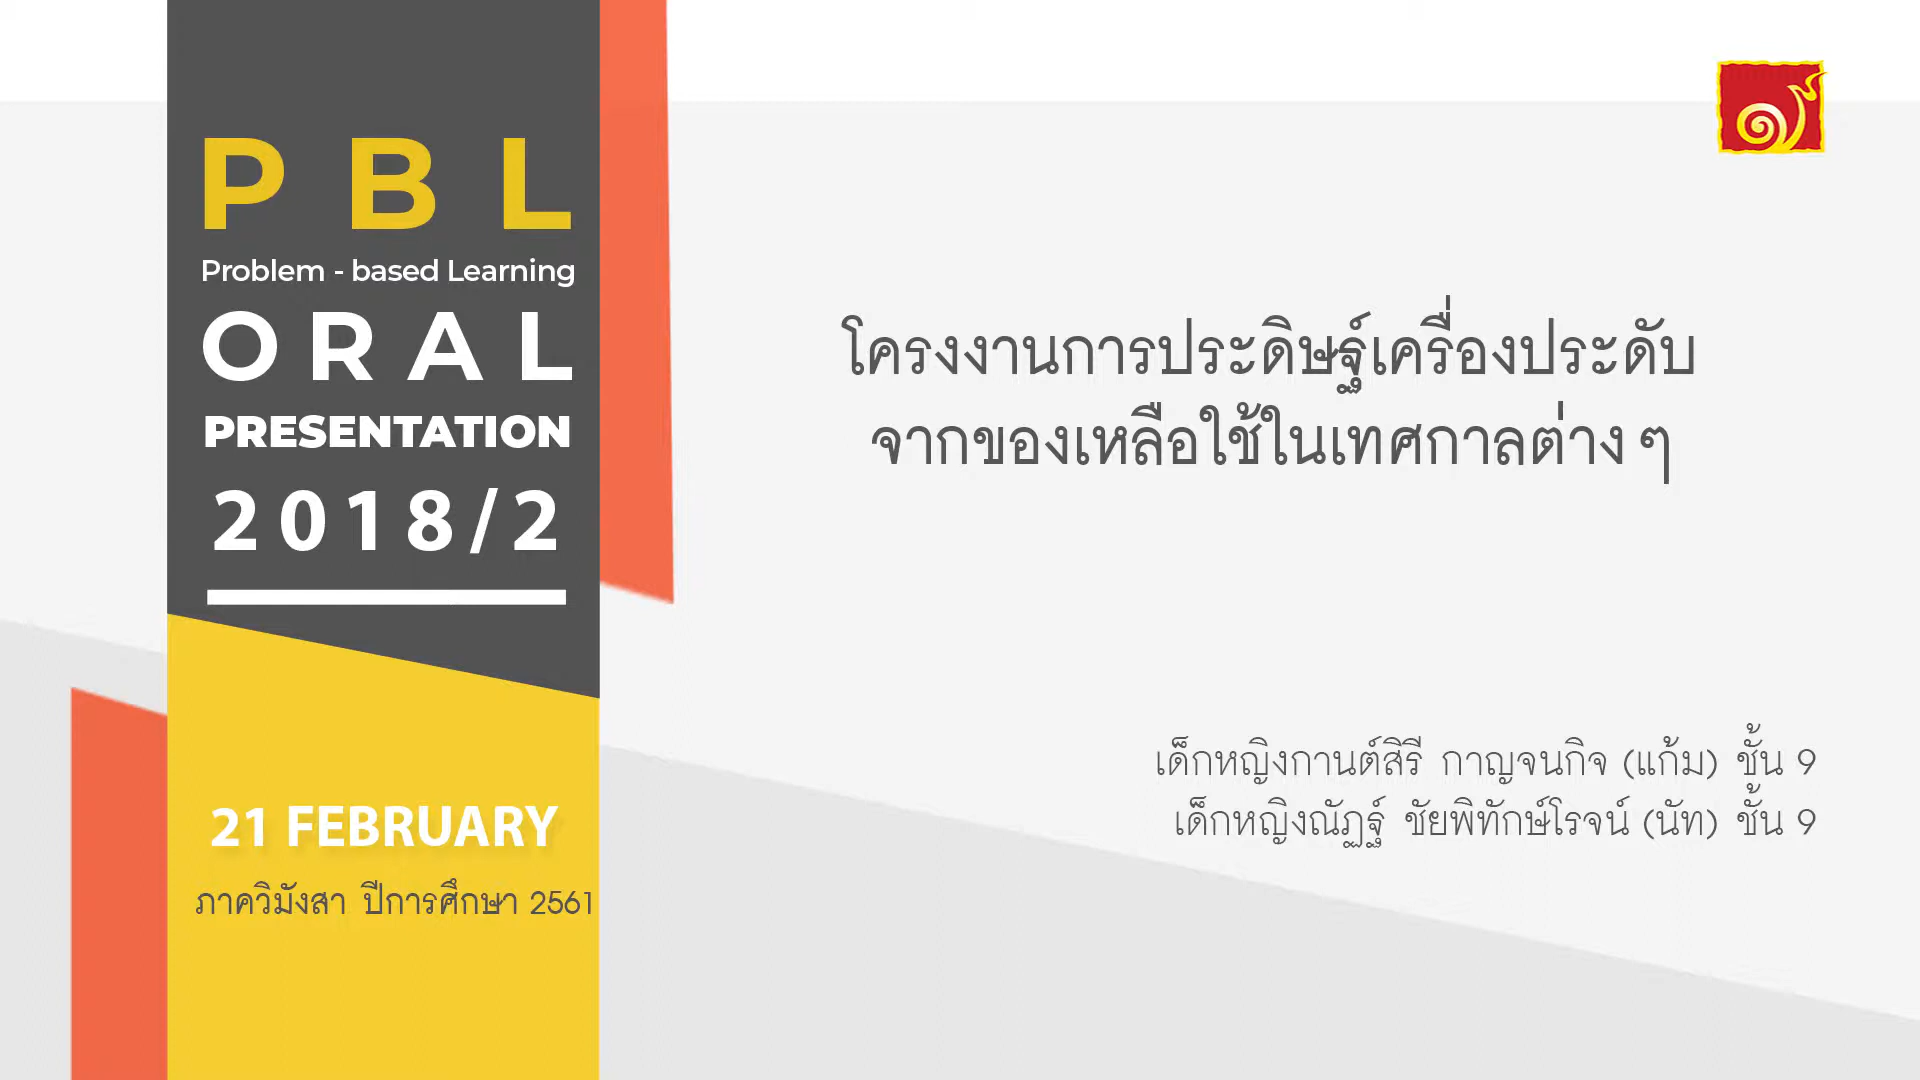 P B L
Problem - based Learning
ORAL
PRESENTATION
2018/2
21 FEBRUARY
ภาควิมังสา ปีการศึกษา 2561
โครงงานการประดิษฐ์เครื่องประดับ
จากของเหลือใช้ในเทศกาลต่าง ๆ
เด็กหญิงกานต์สิรี กาญจนกิจ (แก้ม) ชั้น 9
เด็กหญิงณัฏฐ์ ชัยพิทักษ์โรจน์ (นัท) ชั้น 9